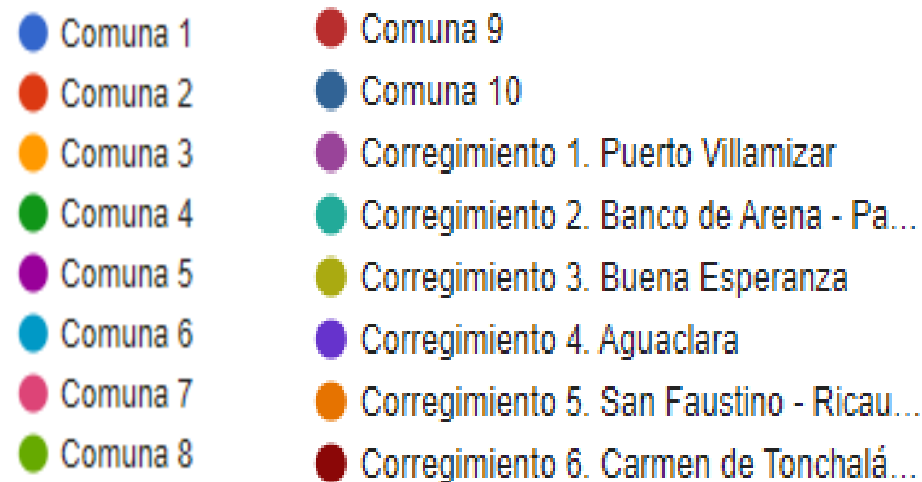 Comuna 1
Comuna 2
Comuna 3
Comuna 4
Comuna 5
Comuna 6
Comuna 7
Comuna 8
Comuna 9
Comuna 10
Corregimiento 1. Puerto Villamizar
Corregimiento 2. Banco de Arena - Pa...
Corregimiento 3. Buena Esperanza
Corregimiento 4. Aguaclara
Corregimiento 5. San Faustino - Ricau...
Corregimiento 6. Carmen de Tonchalá...